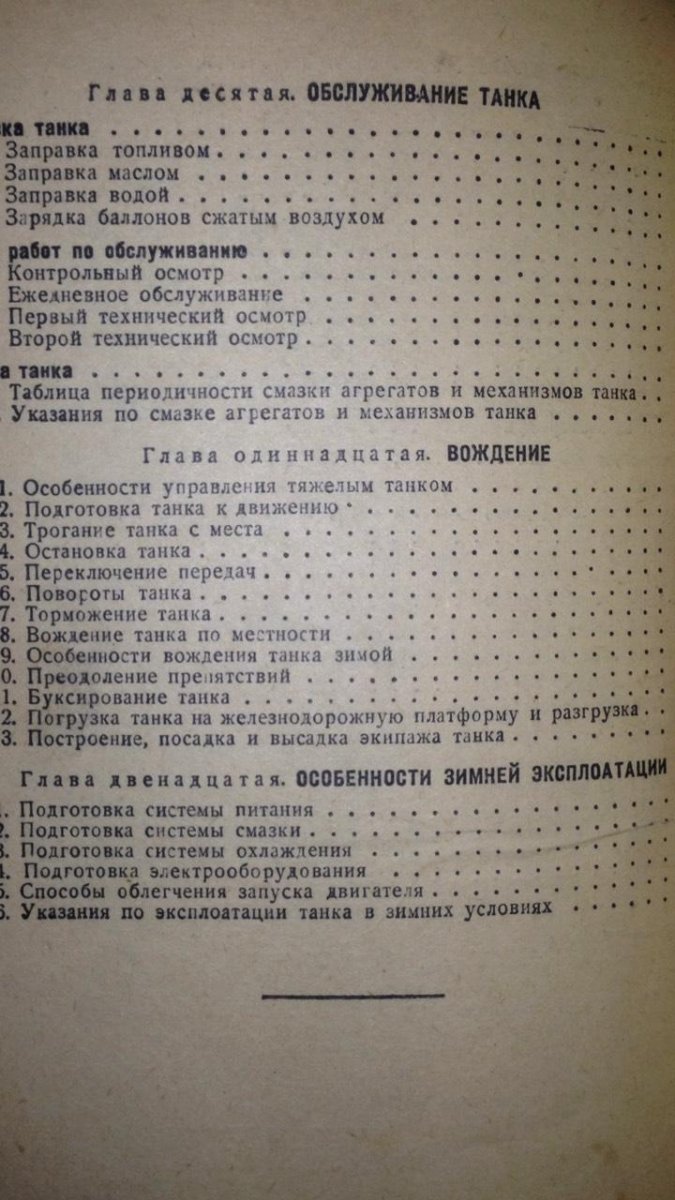 Глава десятая. ОБСЛУЖИВАНИЕ ТАНКА
ка танка
Заправка топливом
Заправка маслом
Заправка водой
Зарядка баллонов сжатым воздухом
работ по обслуживанию
Контрольный осмотр
Ежедневное обслуживание
Первый технический осмотр
Второй технический осмотр
а танка
Таблица периодичности смазки агрегатов и механизмов танка
Указания по смазке агрегатов и механизмов танка
Глава одиннадцатая. ВОЖДЕНИЕ
1. Особенности управления тяжелым танком
2. Подготовка танка к движению
3. Трогание танка с места
4. Остановка танка
5. Переключение передач
6. Повороты танка
7. Торможение танка
8. Вождение танка по местности
9. Особенности вождения танка зимой
0. Преодоление препятствий
1. Буксирование танка
2. Погрузка танка на железнодорожную платформу и разгрузка
3. Построение, посадка и высадка экипажа танка
Глава двенадцатая. ОСОБЕННОСТИ ЗИМНЕЙ ЭКСПЛОАТАЦИИ
1. Подготовка системы питания
2. Подготовка системы смазки
3. Подготовка системы охлаждения
4. Подготовка электрооборудования
5. Способы облегчения запуска двигателя
6. Указания по эксплоатации танка в зимних условиях